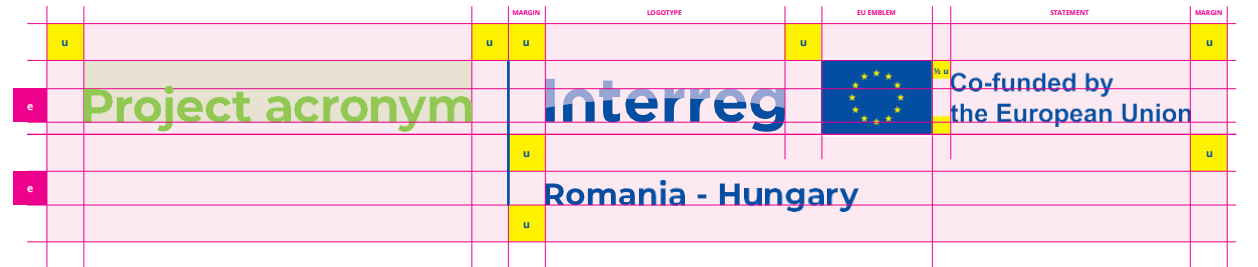 MARGIN LOGOTYPE EU EMBLEM STATEMENT MARGIN
u u u u u
½ u
e Project acronym Interreg Co-funded by
the European Union
u u
e Romania - Hungary
u